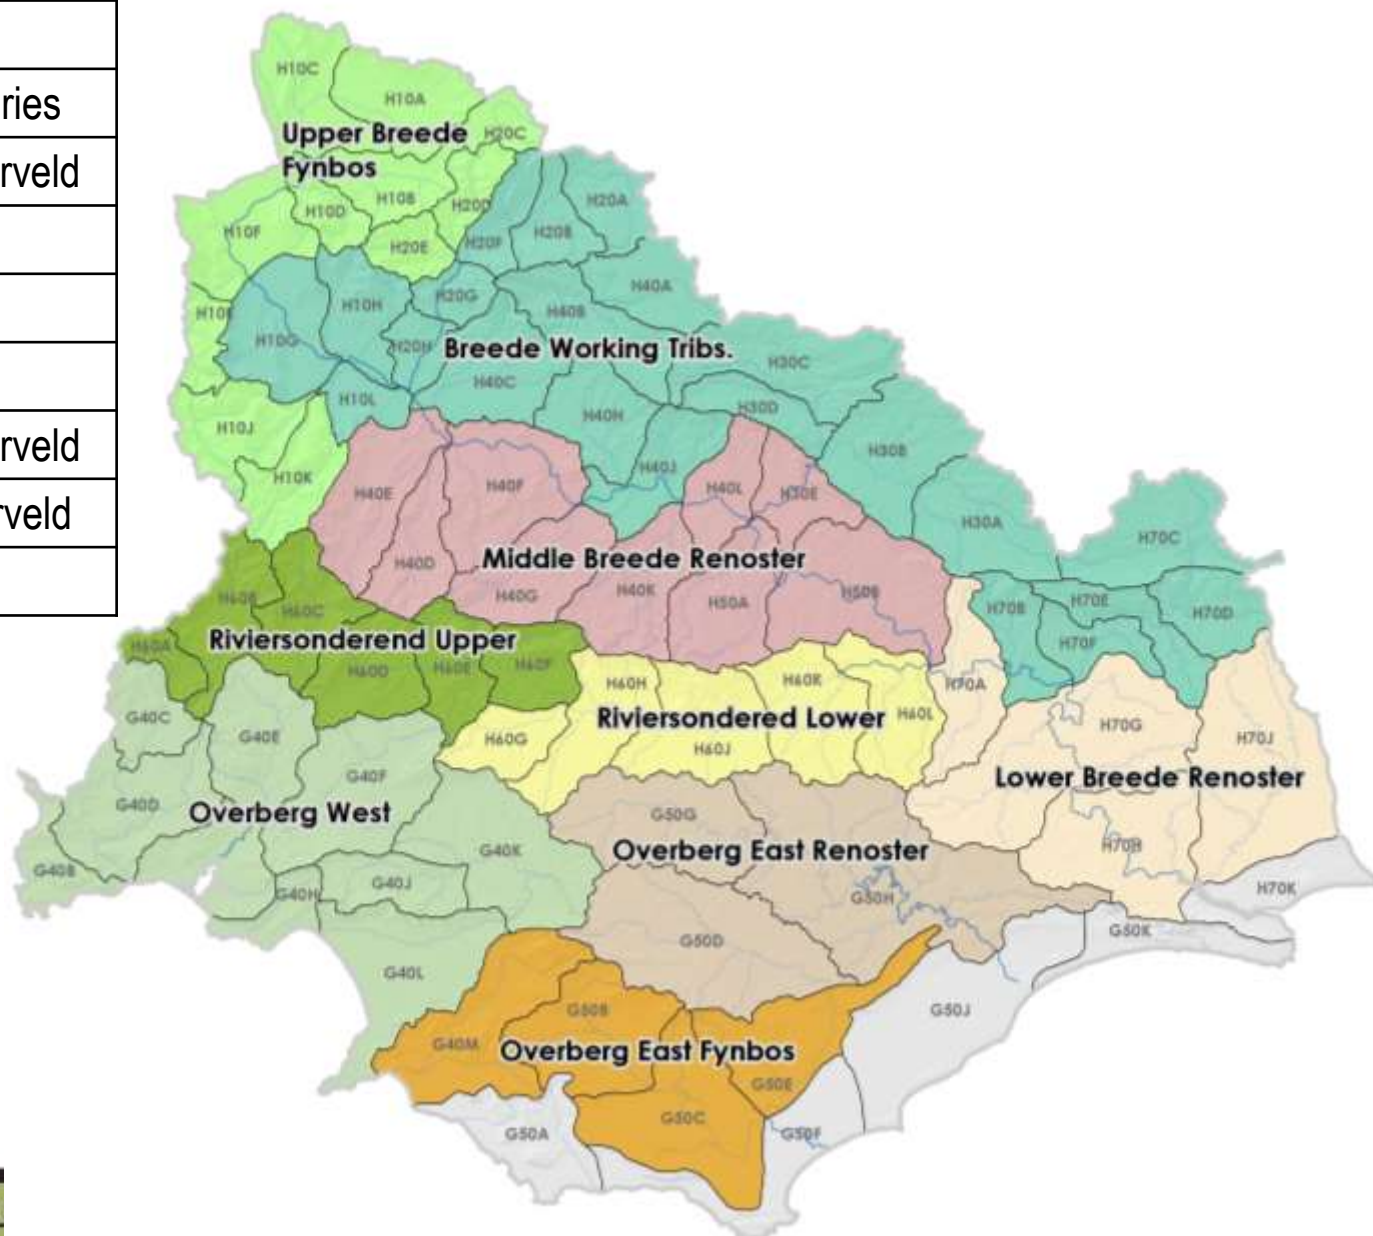 ries
rveld
rveld
rveld
H10C
H10A
Upper Breede
Fynbos
H20C
H10B
H20D
H10D
H10F
H20E
H20F
H20B
H20A
H40A
H10H
H20G
H40B
H10G
H20H
Breede Working Tribs.
H30C
H40C
H10L
H40H
H30D
H10J
H30B
H10K
H40J
H40E
H40F
H40L
H30E
H30A
H70C
Middle Breede Renoster
H40D
H40G
H40K
H50A
H50B
H70B
H70E
H70D
H70F
H60B
H60C
Riviersonderend Upper
H60A
H60D
H60E
H60F
H60H
H60K
H70A
G40C
G40E
Riviersondered Lower
H60L
H60G
H60J
H70G
H70J
G40F
Lower Breede Renoster
G40D
Overberg West
G50G
G40K
Overberg East Renoster
H70H
G40B
G40H
G40J
G50H
H70K
G50K
G50D
G40L
G50J
G50B
G40M
Overberg East Fynbos
G50E
G50C
G50A
G50F